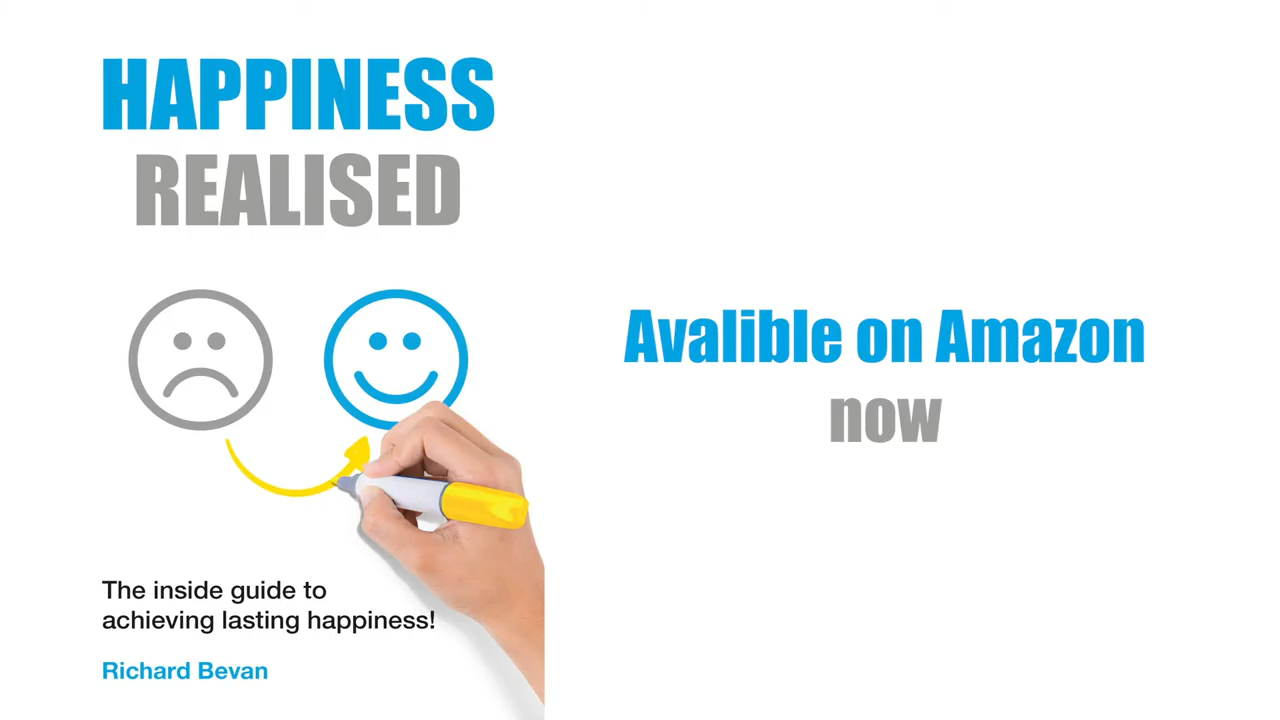 HAPPINESS
REALISED
The inside guide to
achieving lasting happiness!
Richard Bevan
Avalible on Amazon
now